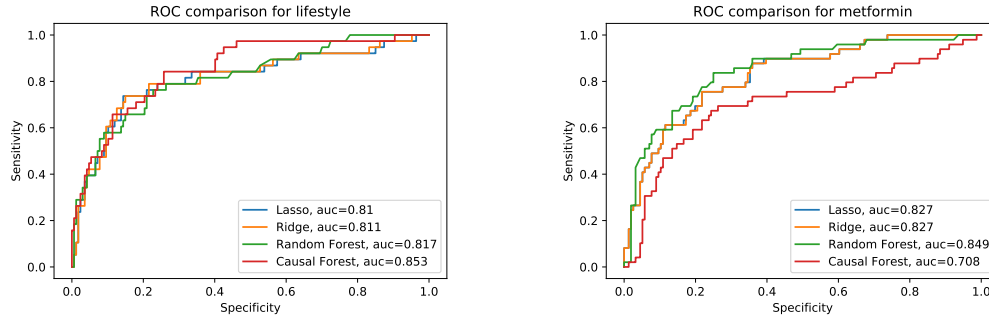 ROC comparison for lifestyle
1.0
0.8
0.6
0.4
0.2
0.0
Sensitivity
Lasso, auc=0.81
Ridge, auc=0.811
Random Forest, auc=0.817
Causal Forest, auc=0.853
0.0 0.2 0.4 0.6 0.8 1.0
Specificity
ROC comparison for metformin
1.0
0.8
0.6
0.4
0.2
0.0
Sensitivity
Lasso, auc=0.827
Ridge, auc=0.827
Random Forest, auc=0.849
Causal Forest, auc=0.708
0.0 0.2 0.4 0.6 0.8 1.0
Specificity